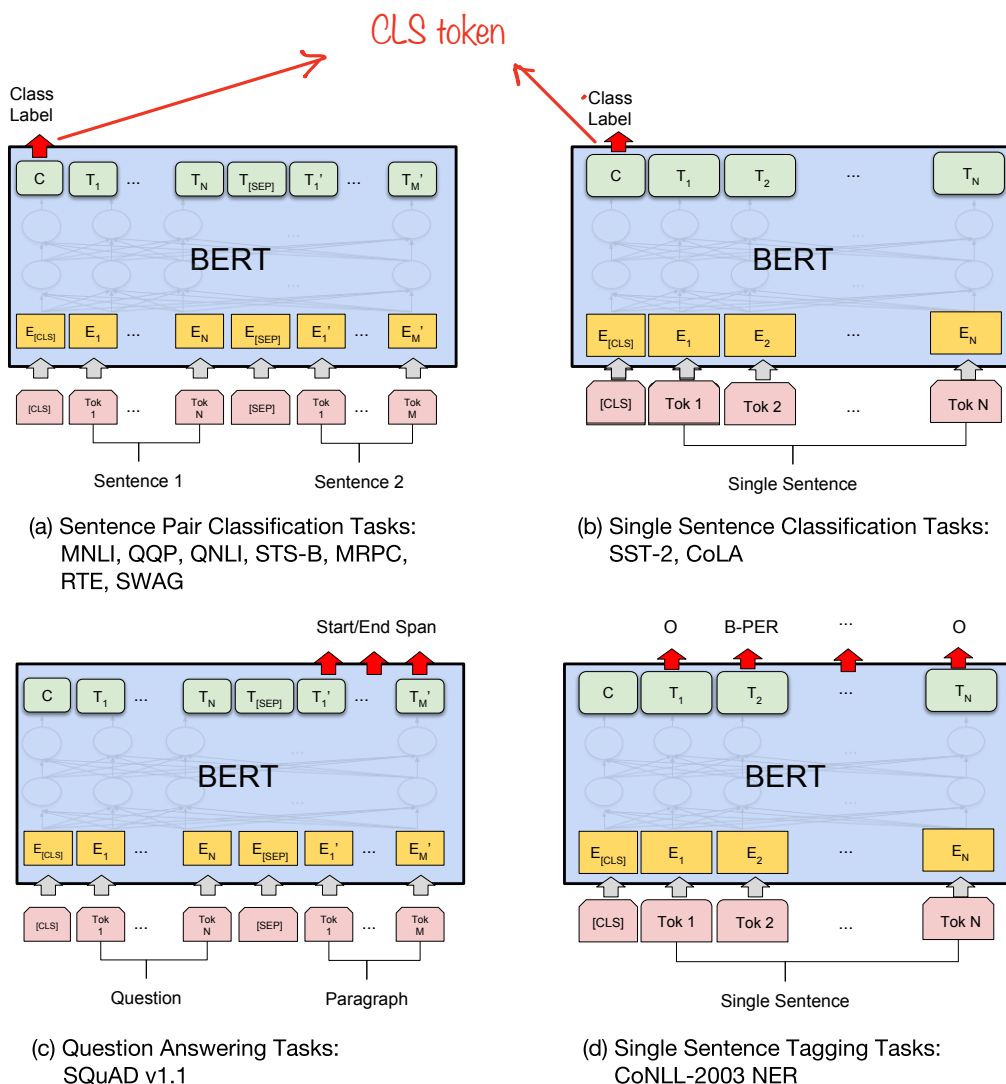 CLS token
Class
Label
C T1 ... TN T[SEP] T1' ... TM'
...
BERT
E[CLS] E1 ... EN E[SEP] E1' ... EM'
[CLS] Tok 1 ... Tok N [SEP] Tok 1 ... Tok M
Sentence 1 Sentence 2
(a) Sentence Pair Classification Tasks:
MNLI, QQP, QNLI, STS-B, MRPC,
RTE, SWAG
Class
Label
C T1 T2 ... TN
...
BERT
E[CLS] E1 E2 ... EN
[CLS] Tok 1 Tok 2 ... Tok N
Single Sentence
(b) Single Sentence Classification Tasks:
SST-2, CoLA
Start/End Span
C T1 ... TN T[SEP] T1' ... TM'
...
BERT
E[CLS] E1 ... EN E[SEP] E1' ... EM'
[CLS] Tok 1 ... Tok N [SEP] Tok 1 ... Tok M
Question Paragraph
(c) Question Answering Tasks:
SQuAD v1.1
O B-PER ... O
C T1 T2 ... TN
...
BERT
E[CLS] E1 E2 ... EN
[CLS] Tok 1 Tok 2 ... Tok N
Single Sentence
(d) Single Sentence Tagging Tasks:
CoNLL-2003 NER